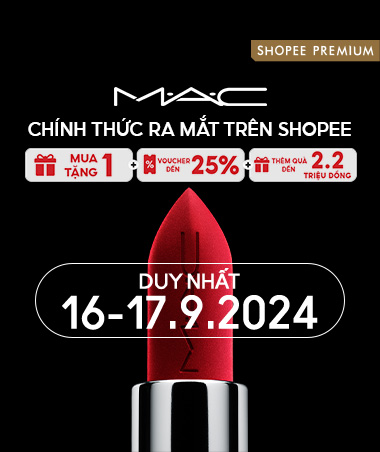 SHOPEE PREMIUM
M·A·C
CHÍNH THỨC RA MẮT TRÊN SHOPEE
MUA TẶNG 1 + VOUCHER ĐẾN 25% + THÊM QUÀ ĐẾN 2.2 TRIỆU ĐỒNG
MAC
DUY NHẤT
16-17.9.2024